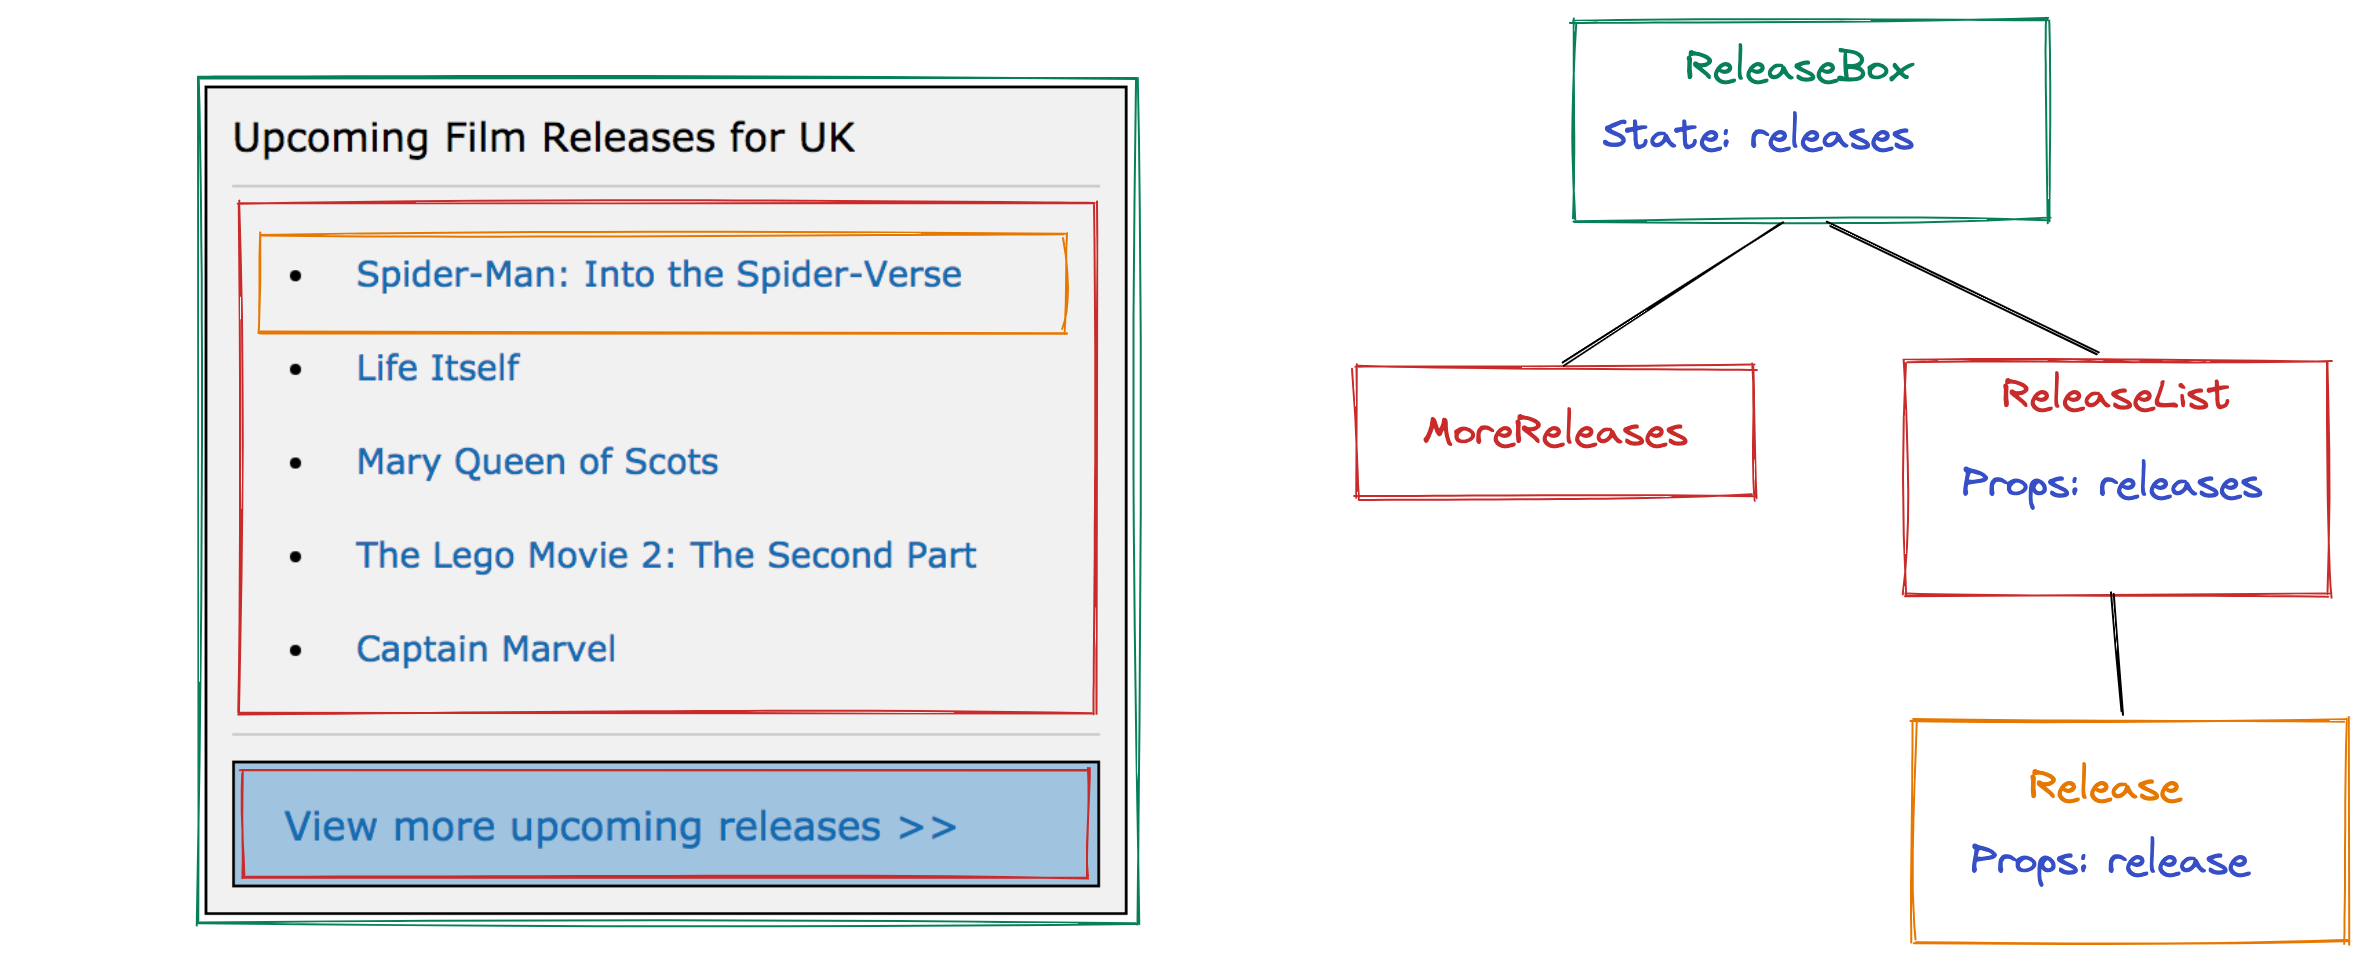 Upcoming Film Releases for UK
Spider-Man: Into the Spider-Verse
Life Itself
Mary Queen of Scots
The Lego Movie 2: The Second Part
Captain Marvel
View more upcoming releases >>
ReleaseBox
State: releases
MoreReleases
ReleaseList
Props: releases
Release
Props: release